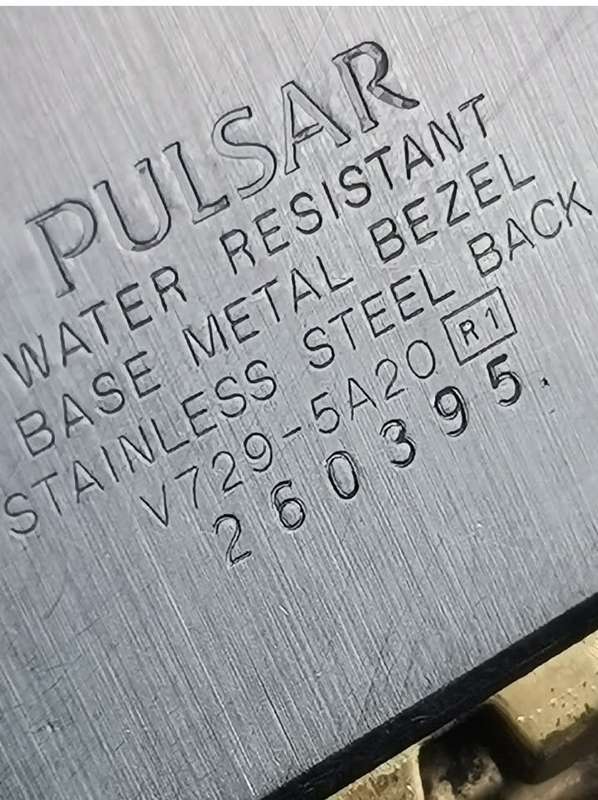 PULSAR
WATER RESISTANT
BASE METAL BEZEL
STAINLESS STEEL BACK
V729-5A20 R1
260395.